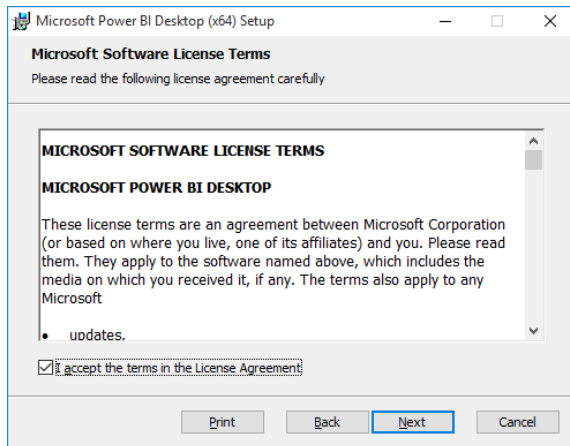 Microsoft Power BI Desktop (x64) Setup
Microsoft Software License Terms
Please read the following license agreement carefully
MICROSOFT SOFTWARE LICENSE TERMS
MICROSOFT POWER BI DESKTOP
These license terms are an agreement between Microsoft Corporation
(or based on where you live, one of its affiliates) and you. Please read
them. They apply to the software named above, which includes the
media on which you received it, if any. The terms also apply to any
Microsoft
• updates,
I accept the terms in the License Agreement
Print Back Next Cancel